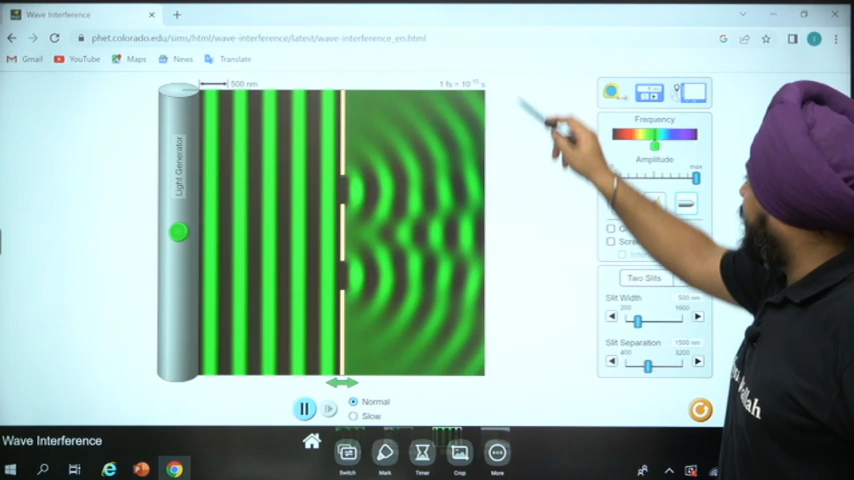 Wave Interference
phet.colorado.edu/sims/html/wave-interference/latest/wave-interference_en.html
Gmail
YouTube
Maps
News
Translate
500 nm
1 fs = 10⁻¹⁵ s
Light Generator
Frequency
Amplitude
max
Two Slits
Slit Width
500 nm
200
1600
Slit Separation
1500 nm
400
3200
Normal
Slow
Wave Interference
Switch
Mark
Timer
Crop
More